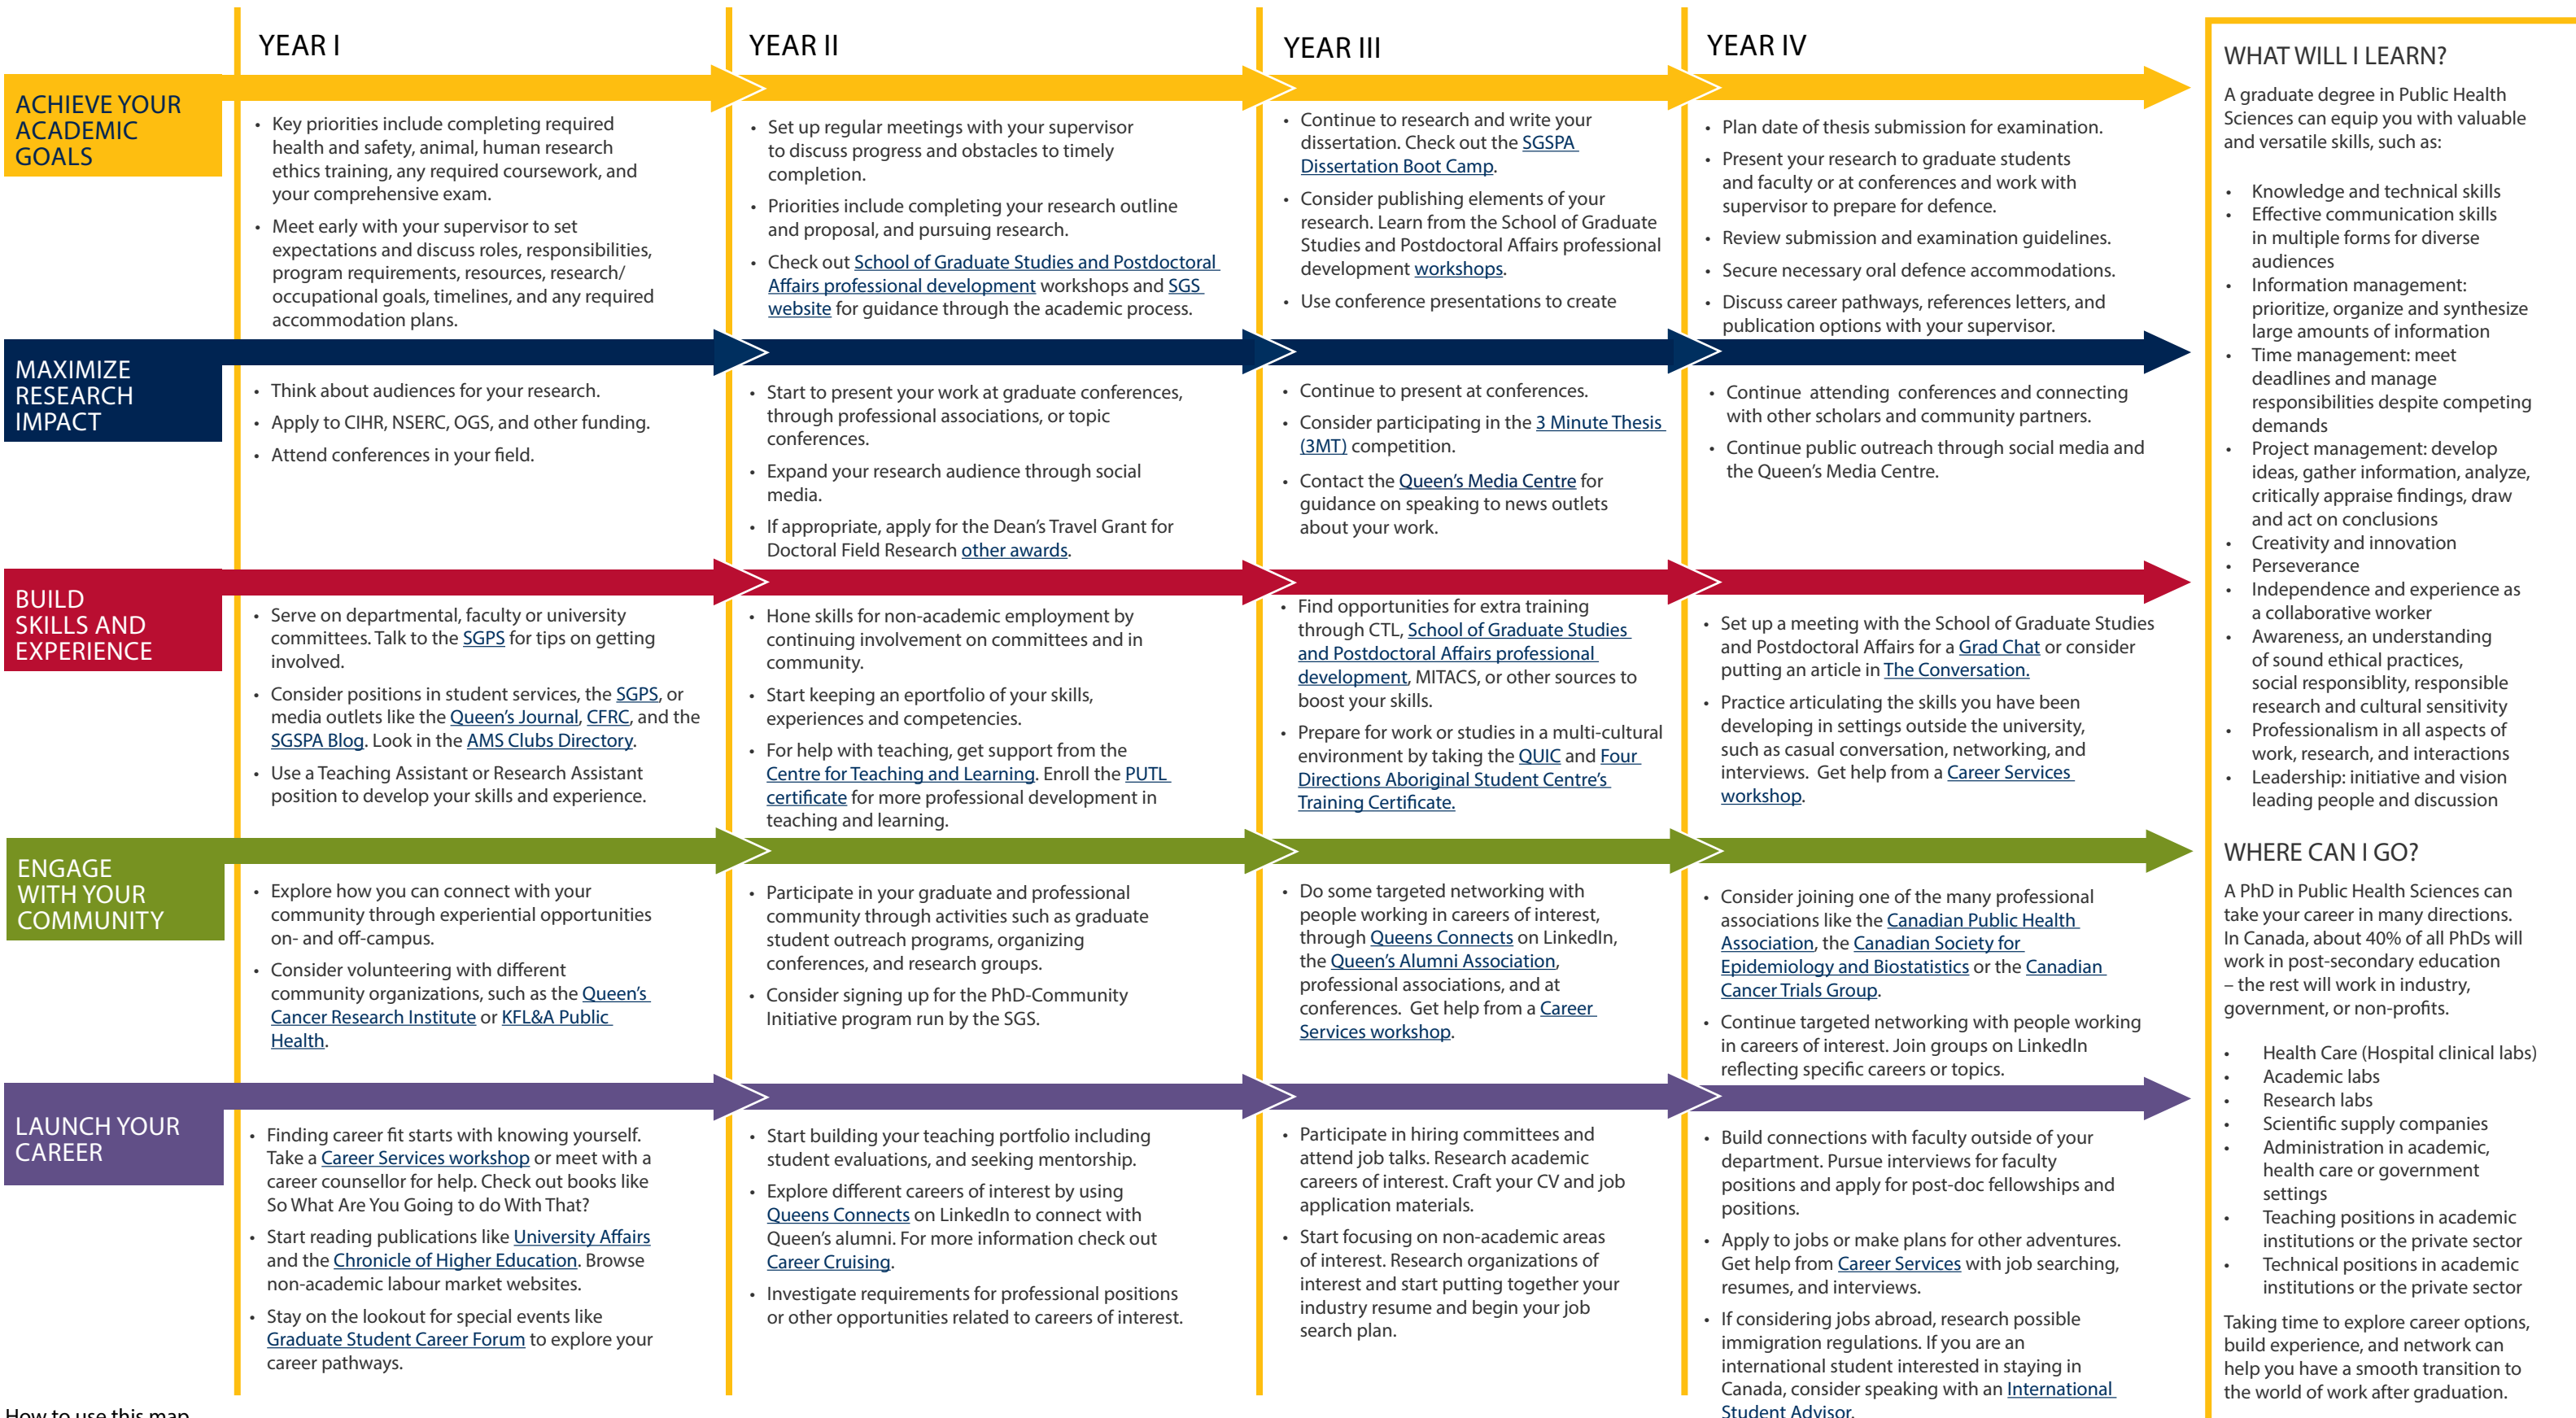 YEAR I
YEAR II
YEAR III
YEAR IV
ACHIEVE YOUR
ACADEMIC
GOALS
• Key priorities include completing required
health and safety, animal, human research
ethics training, any required coursework, and
your comprehensive exam.
• Meet early with your supervisor to set
expectations and discuss roles, responsibilities,
program requirements, resources, research/
occupational goals, timelines, and any required
accommodation plans.
• Set up regular meetings with your supervisor
to discuss progress and obstacles to timely
completion.
• Priorities include completing your research outline
and proposal, and pursuing research.
• Check out School of Graduate Studies and Postdoctoral
Affairs professional development workshops and SGS
website for guidance through the academic process.
• Continue to research and write your
dissertation. Check out the SGSPA
Dissertation Boot Camp.
• Consider publishing elements of your
research. Learn from the School of Graduate
Studies and Postdoctoral Affairs professional
development workshops.
• Use conference presentations to create
• Plan date of thesis submission for examination.
• Present your research to graduate students
and faculty or at conferences and work with
supervisor to prepare for defence.
• Review submission and examination guidelines.
• Secure necessary oral defence accommodations.
• Discuss career pathways, references letters, and
publication options with your supervisor.
MAXIMIZE
RESEARCH
IMPACT
• Think about audiences for your research.
• Apply to CIHR, NSERC, OGS, and other funding.
• Attend conferences in your field.
• Start to present your work at graduate conferences,
through professional associations, or topic
conferences.
• Expand your research audience through social
media.
• If appropriate, apply for the Dean's Travel Grant for
Doctoral Field Research other awards.
• Continue to present at conferences.
• Consider participating in the 3 Minute Thesis
(3MT) competition.
• Contact the Queen's Media Centre for
guidance on speaking to news outlets
about your work.
• Continue attending conferences and connecting
with other scholars and community partners.
• Continue public outreach through social media and
the Queen's Media Centre.
BUILD
SKILLS AND
EXPERIENCE
• Serve on departmental, faculty or university
committees. Talk to the SGPS for tips on getting
involved.
• Consider positions in student services, the SGPS, or
media outlets like the Queen's Journal, CFRC, and the
SGSPA Blog. Look in the AMS Clubs Directory.
• Use a Teaching Assistant or Research Assistant
position to develop your skills and experience.
• Hone skills for non-academic employment by
continuing involvement on committees and in
community.
• Start keeping an eportfolio of your skills,
experiences and competencies.
• For help with teaching, get support from the
Centre for Teaching and Learning. Enroll the PUTL
certificate for more professional development in
teaching and learning.
• Find opportunities for extra training
through CTL, School of Graduate Studies
and Postdoctoral Affairs professional
development, MITACS, or other sources to
boost your skills.
• Prepare for work or studies in a multi-cultural
environment by taking the QUIC and Four
Directions Aboriginal Student Centre's
Training Certificate.
• Set up a meeting with the School of Graduate Studies
and Postdoctoral Affairs for a Grad Chat or consider
putting an article in The Conversation.
• Practice articulating the skills you have been
developing in settings outside the university,
such as casual conversation, networking, and
interviews. Get help from a Career Services
workshop.
ENGAGE
WITH YOUR
COMMUNITY
• Explore how you can connect with your
community through experiential opportunities
on- and off-campus.
• Consider volunteering with different
community organizations, such as the Queen's
Cancer Research Institute or KFL&A Public
Health.
• Participate in your graduate and professional
community through activities such as graduate
student outreach programs, organizing
conferences, and research groups.
• Consider signing up for the PhD-Community
Initiative program run by the SGS.
• Do some targeted networking with
people working in careers of interest,
through Queens Connects on LinkedIn,
the Queen's Alumni Association,
professional associations, and at
conferences. Get help from a Career
Services workshop.
• Consider joining one of the many professional
associations like the Canadian Public Health
Association, the Canadian Society for
Epidemiology and Biostatistics or the Canadian
Cancer Trials Group.
• Continue targeted networking with people working
in careers of interest. Join groups on LinkedIn
reflecting specific careers or topics.
LAUNCH YOUR
CAREER
• Finding career fit starts with knowing yourself.
Take a Career Services workshop or meet with a
career counsellor for help. Check out books like
So What Are You Going to do With That?
• Start reading publications like University Affairs
and the Chronicle of Higher Education. Browse
non-academic labour market websites.
• Stay on the lookout for special events like
Graduate Student Career Forum to explore your
career pathways.
• Start building your teaching portfolio including
student evaluations, and seeking mentorship.
• Explore different careers of interest by using
Queens Connects on LinkedIn to connect with
Queen's alumni. For more information check out
Career Cruising.
• Investigate requirements for professional positions
or other opportunities related to careers of interest.
• Participate in hiring committees and
attend job talks. Research academic
careers of interest. Craft your CV and job
application materials.
• Start focusing on non-academic areas
of interest. Research organizations of
interest and start putting together your
industry resume and begin your job
search plan.
• Build connections with faculty outside of your
department. Pursue interviews for faculty
positions and apply for post-doc fellowships and
positions.
• Apply to jobs or make plans for other adventures.
Get help from Career Services with job searching,
resumes, and interviews.
• If considering jobs abroad, research possible
immigration regulations. If you are an
international student interested in staying in
Canada, consider speaking with an International
Student Advisor.
WHAT WILL I LEARN?
A graduate degree in Public Health
Sciences can equip you with valuable
and versatile skills, such as:
• Knowledge and technical skills
• Effective communication skills
in multiple forms for diverse
audiences
• Information management:
prioritize, organize and synthesize
large amounts of information
• Time management: meet
deadlines and manage
responsibilities despite competing
demands
• Project management: develop
ideas, gather information, analyze,
critically appraise findings, draw
and act on conclusions
• Creativity and innovation
• Perseverance
• Independence and experience as
a collaborative worker
• Awareness, an understanding
of sound ethical practices,
social responsiblity, responsible
research and cultural sensitivity
• Professionalism in all aspects of
work, research, and interactions
• Leadership: initiative and vision
leading people and discussion
WHERE CAN I GO?
A PhD in Public Health Sciences can
take your career in many directions.
In Canada, about 40% of all PhDs will
work in post-secondary education
– the rest will work in industry,
government, or non-profits.
• Health Care (Hospital clinical labs)
• Academic labs
• Research labs
• Scientific supply companies
• Administration in academic,
health care or government
settings
• Teaching positions in academic
institutions or the private sector
• Technical positions in academic
institutions or the private sector
Taking time to explore career options,
build experience, and network can
help you have a smooth transition to
the world of work after graduation.
How to use this map